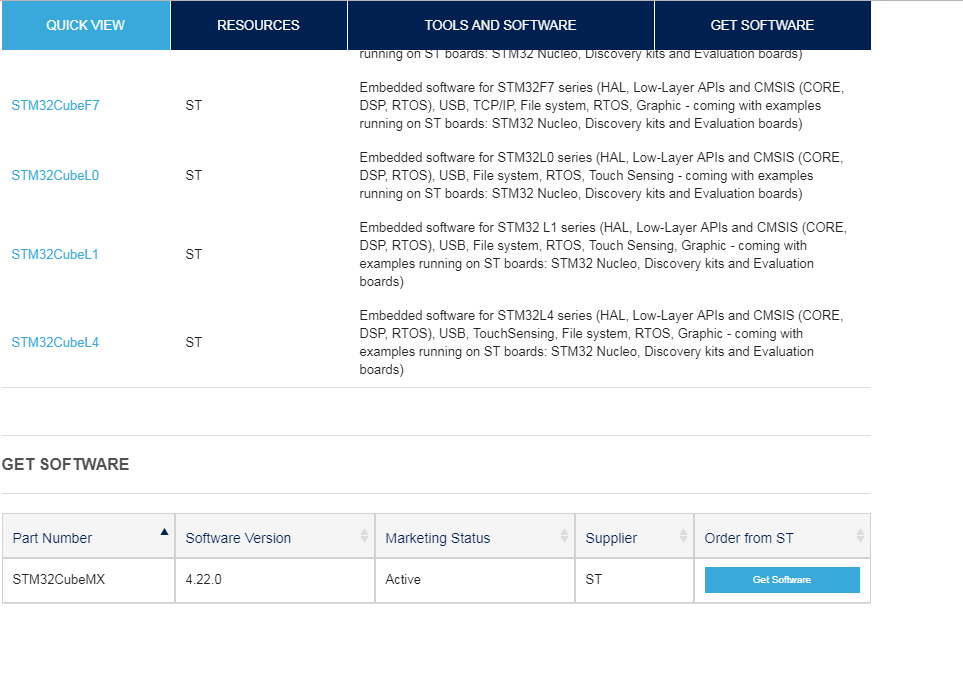 QUICK VIEW RESOURCES TOOLS AND SOFTWARE GET SOFTWARE
running on ST boards: STM32 Nucleo, Discovery kits and Evaluation boards)
Embedded software for STM32F7 series (HAL, Low-Layer APIs and CMSIS (CORE,
STM32CubeF7 ST DSP, RTOS), USB, TCP/IP, File system, RTOS, Graphic - coming with examples
running on ST boards: STM32 Nucleo, Discovery kits and Evaluation boards)
Embedded software for STM32L0 series (HAL, Low-Layer APIs and CMSIS (CORE,
STM32CubeL0 ST DSP, RTOS), USB, File system, RTOS, Touch Sensing - coming with examples
running on ST boards: STM32 Nucleo, Discovery kits and Evaluation boards)
Embedded software for STM32 L1 series (HAL, Low-Layer APIs and CMSIS (CORE,
DSP, RTOS), USB, File system, RTOS, Touch Sensing, Graphic - coming with
STM32CubeL1 ST examples running on ST boards: STM32 Nucleo, Discovery kits and Evaluation
boards)
Embedded software for STM32L4 series (HAL, Low-Layer APIs and CMSIS (CORE,
DSP, RTOS), USB, TouchSensing, File system, RTOS, Graphic - coming with
STM32CubeL4 ST examples running on ST boards: STM32 Nucleo, Discovery kits and Evaluation
boards)
GET SOFTWARE
Part Number Software Version Marketing Status Supplier Order from ST
STM32CubeMX 4.22.0 Active ST Get Software